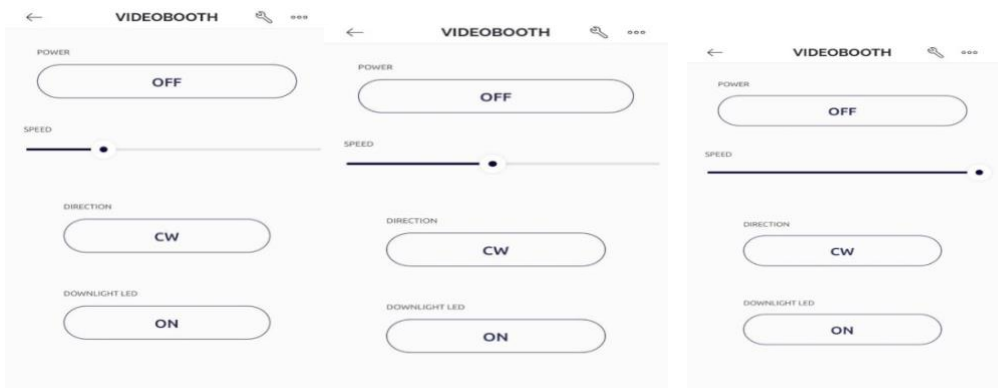 VIDEOBOOTH
POWER
OFF
SPEED
DIRECTION
CW
DOWNLIGHT LED
ON
VIDEOBOOTH
POWER
OFF
SPEED
DIRECTION
CW
DOWNLIGHT LED
ON
VIDEOBOOTH
POWER
OFF
SPEED
DIRECTION
CW
DOWNLIGHT LED
ON